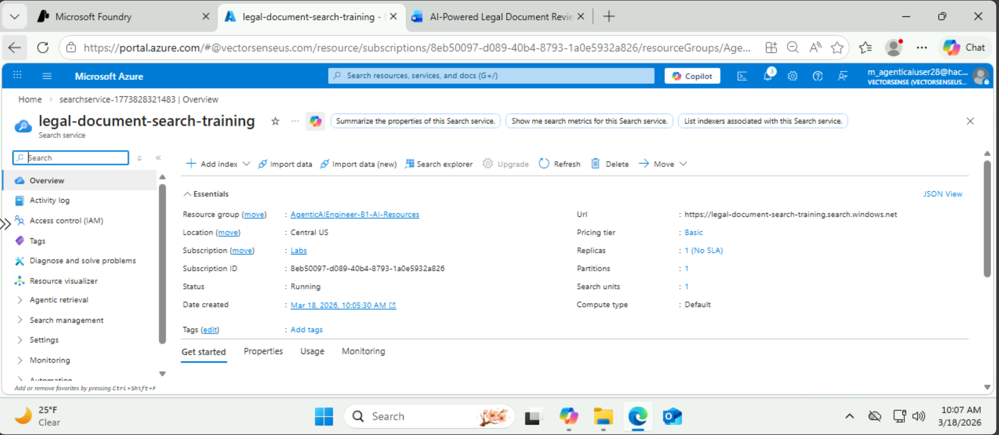 Microsoft Foundry
legal-document-search-training -
AI-Powered Legal Document Revie
https://portal.azure.com/#@vectorsenseus.com/resource/subscriptions/8eb50097-d089-40b4-8793-1a0e5932a826/resourceGroups/Age...
Chat
Microsoft Azure
Search resources, services, and docs (G+/)
Copilot
3
m_agenticaiuser28@hac...
VECTORSENSE (VECTORSENSEUS...
Home > searchservice-1773828321483 | Overview
legal-document-search-training
Search service
Summarize the properties of this Search service.
Show me search metrics for this Search service.
List indexers associated with this Search service.
Search
Add index
Import data
Import data (new)
Search explorer
Upgrade
Refresh
Delete
Move
Overview
Activity log
Access control (IAM)
Tags
Diagnose and solve problems
Resource visualizer
Agentic retrieval
Search management
Settings
Monitoring
Automation
Add or remove favorites by pressing Ctrl+Shift+F
Essentials
JSON View
Resource group (move) : AgenticAIEngineer-B1-AI-Resources
Location (move) : Central US
Subscription (move) : Labs
Subscription ID : 8eb50097-d089-40b4-8793-1a0e5932a826
Status : Running
Date created : Mar 18, 2026, 10:05:30 AM
Tags (edit) : Add tags
Url : https://legal-document-search-training.search.windows.net
Pricing tier : Basic
Replicas : 1 (No SLA)
Partitions : 1
Search units : 1
Compute type : Default
Get started
Properties
Usage
Monitoring
25°F
Clear
Search
10:07 AM
3/18/2026